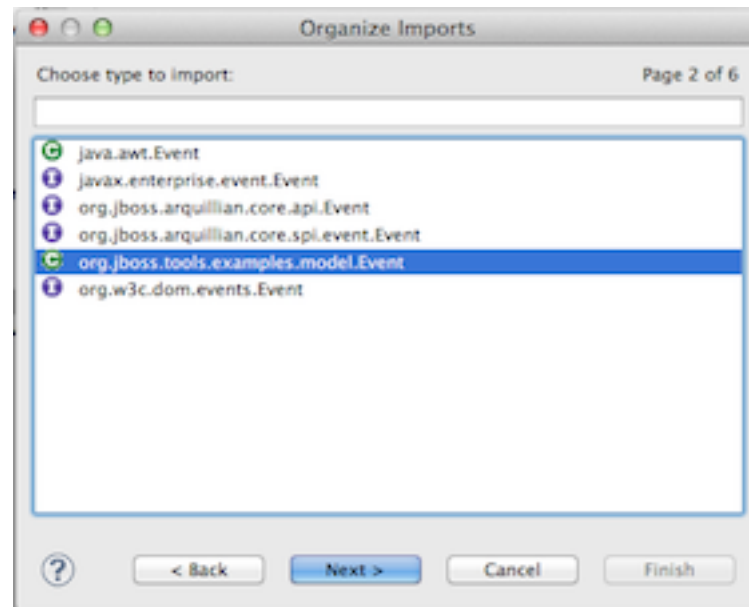 Organize Imports
Choose type to import: Page 2 of 6
java.awt.Event
javax.enterprise.event.Event
org.jboss.arquillian.core.api.Event
org.jboss.arquillian.core.spi.event.Event
org.jboss.tools.examples.model.Event
org.w3c.dom.events.Event
? < Back Next > Cancel Finish